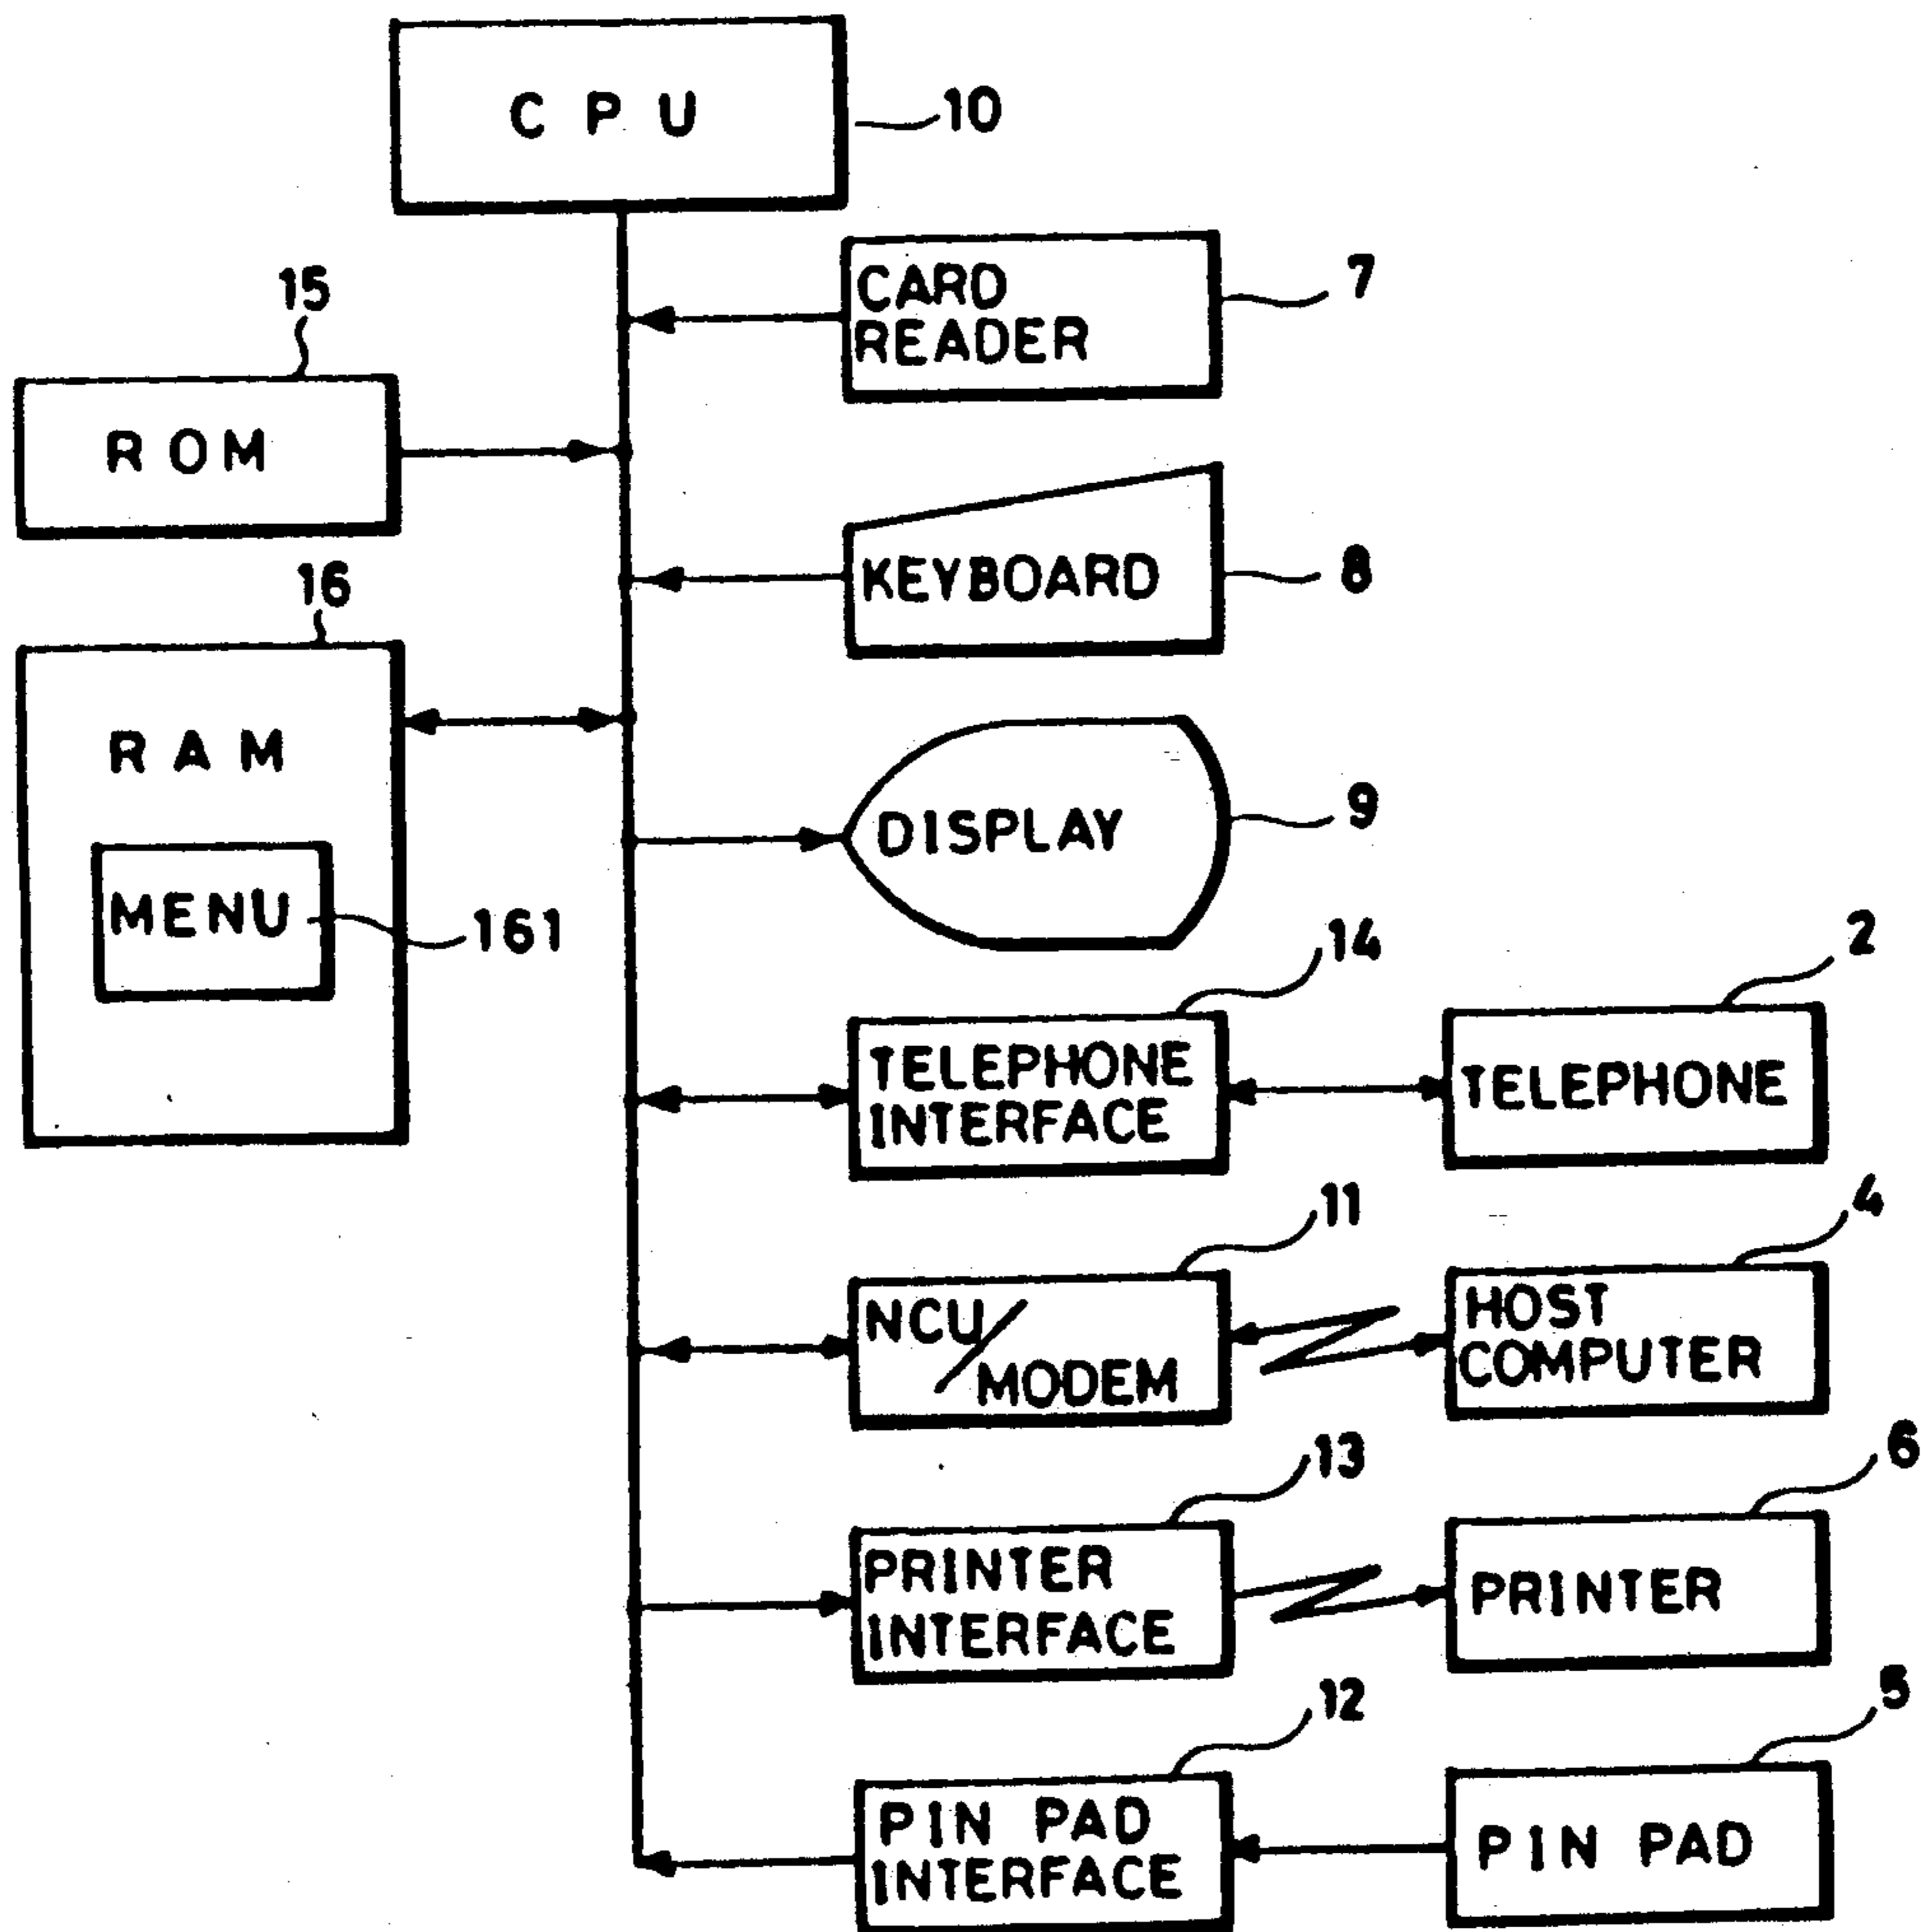 C P U
10
CARD
READER
7
15
ROM
KEYBOARD
8
16
RAM
DISPLAY
9
MENU
161
14
2
TELEPHONE
INTERFACE
TELEPHONE
11
4
NCU/
MODEM
HOST
COMPUTER
13
6
PRINTER
INTERFACE
PRINTER
12
5
PIN PAD
INTERFACE
PIN PAD